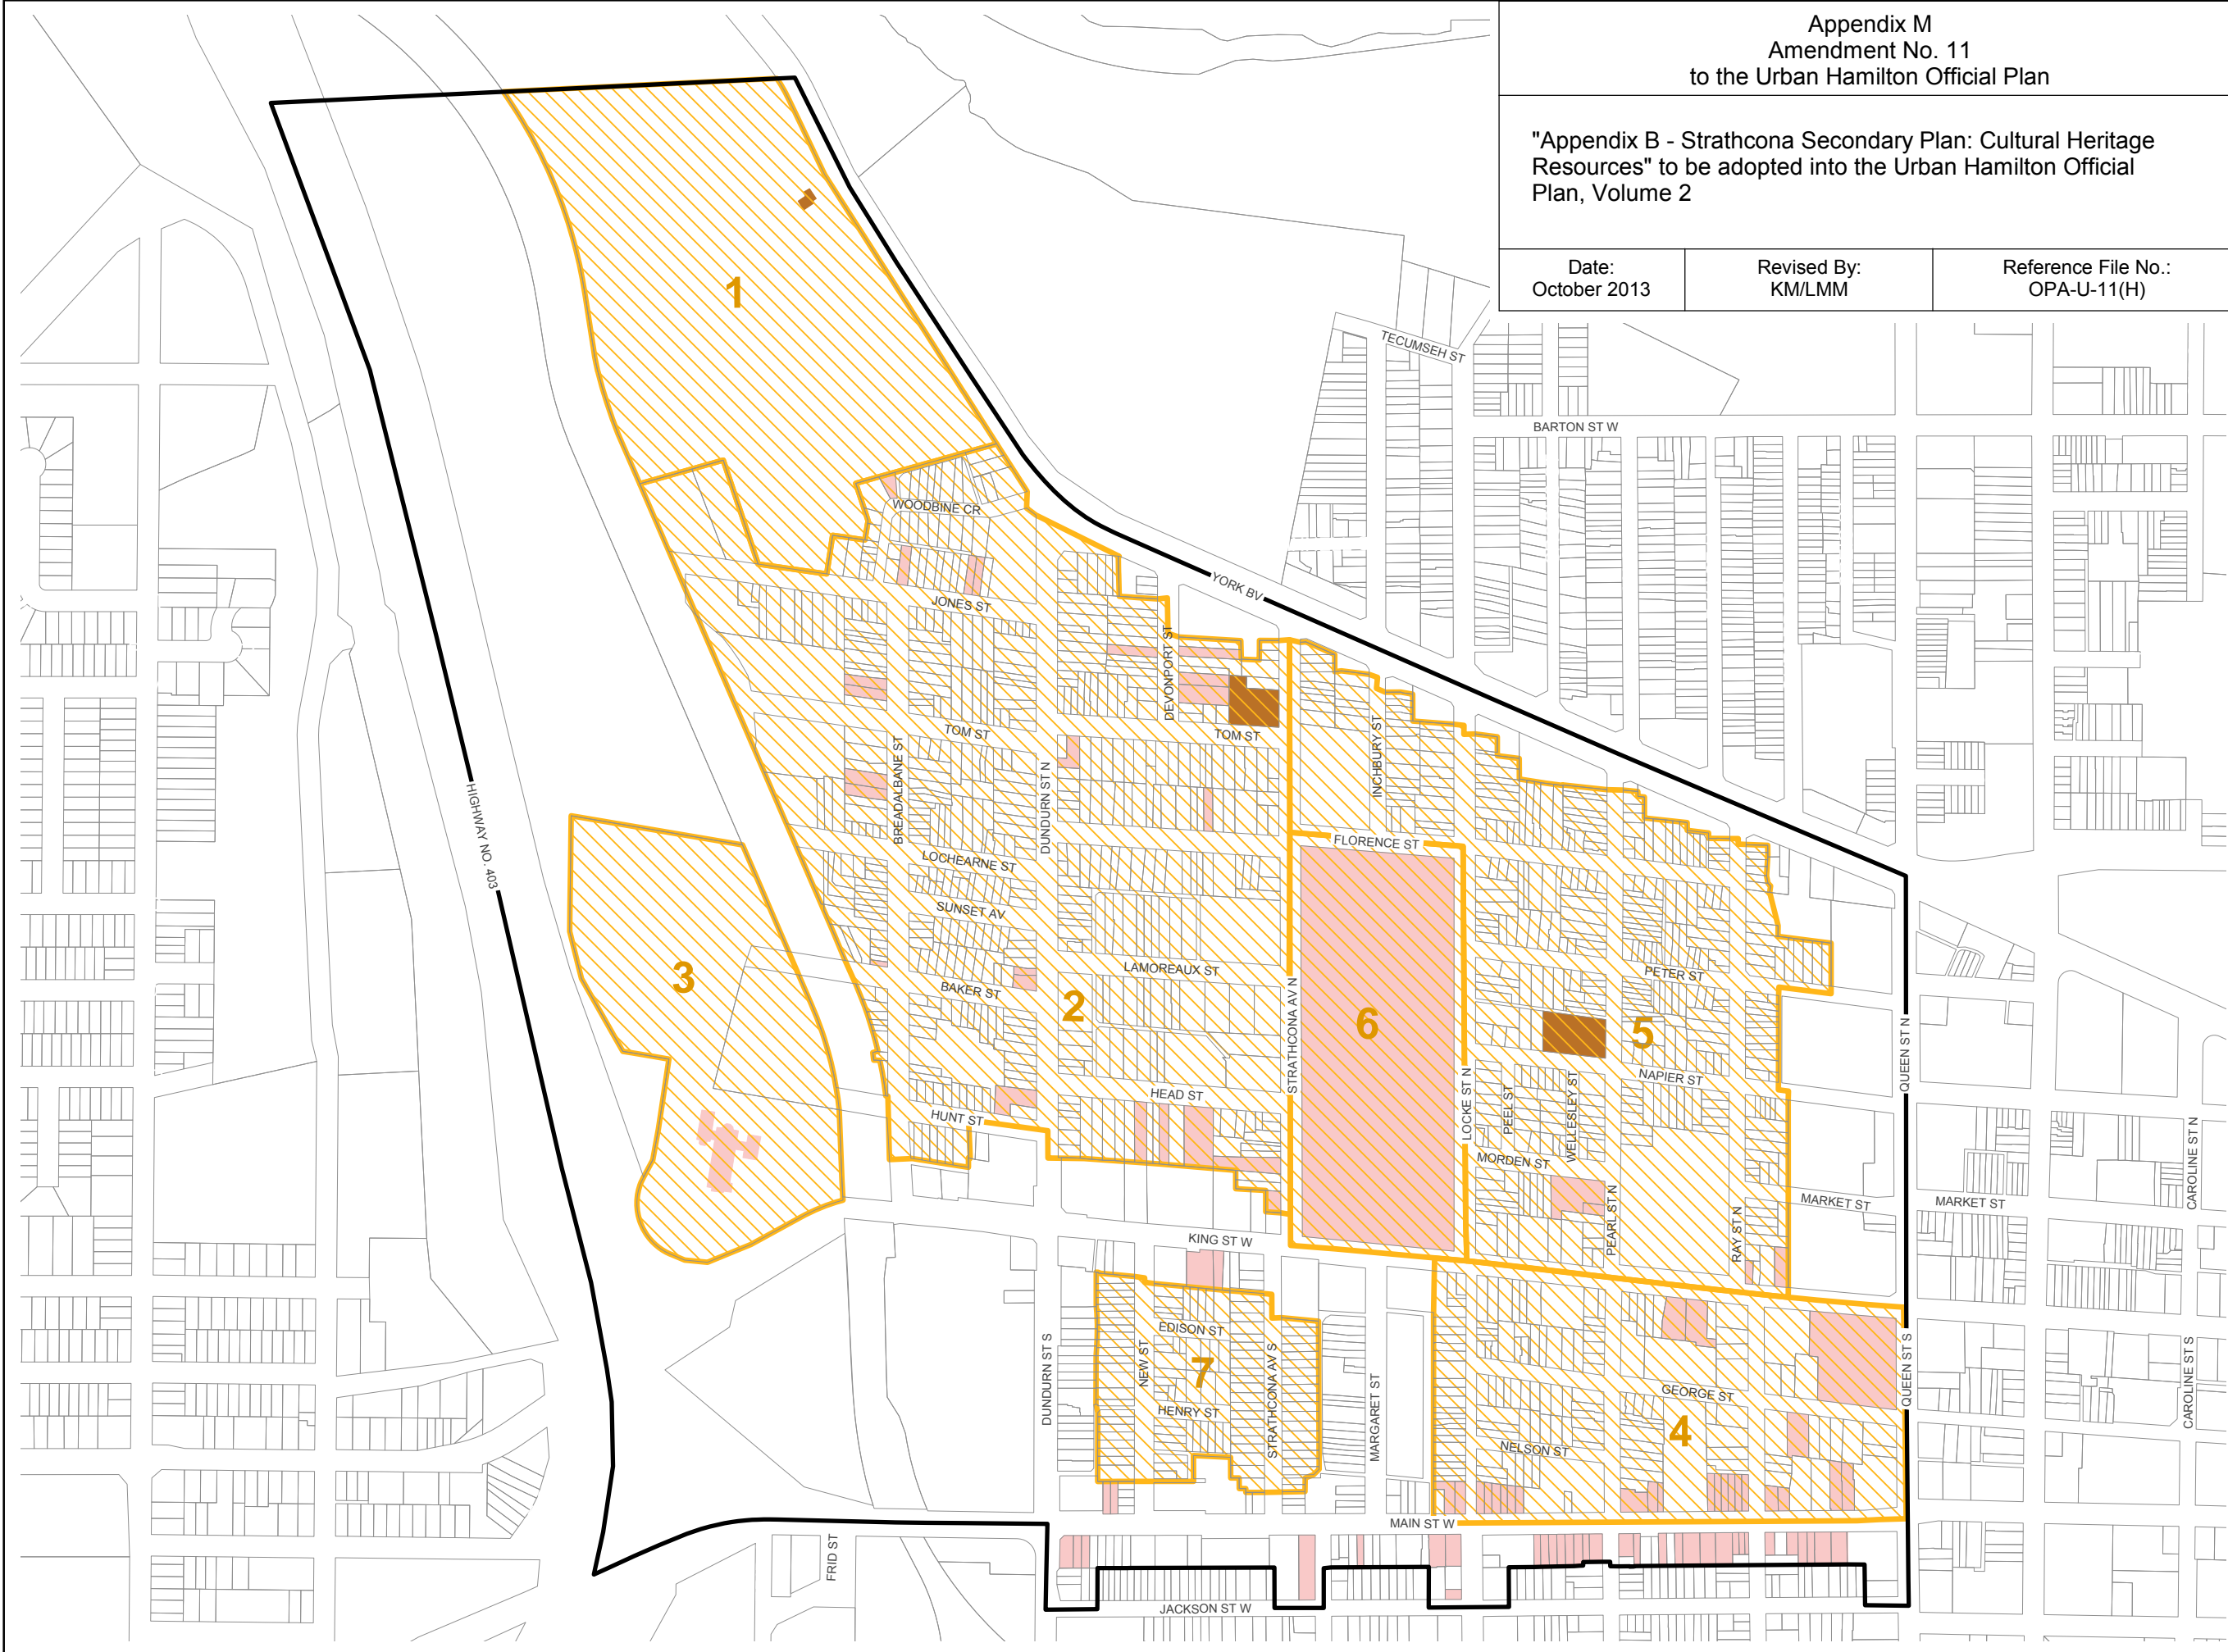 Appendix M
Amendment No. 11
to the Urban Hamilton Official Plan
"Appendix B - Strathcona Secondary Plan: Cultural Heritage
Resources" to be adopted into the Urban Hamilton Official
Plan, Volume 2
Date:
October 2013
Revised By:
KM/LMM
Reference File No.:
OPA-U-11(H)
1
TECUMSEH ST
BARTON ST W
WOODBINE CR
YORK BV
JONES ST
DEVONPORT ST
TOM ST
TOM ST
INCHBURY ST
BREADALBANE ST
DUNDURN ST N
HIGHWAY NO. 403
FLORENCE ST
LOCHEARNE ST
SUNSET AV
LAMOREAUX ST
PETER ST
3
BAKER ST
2
STRATHCONA AV N
6
5
QUEEN ST N
NAPIER ST
HEAD ST
HUNT ST
LOCKE ST N
PEEL ST
WELLESLEY ST
MORDEN ST
CAROLINE ST N
MARKET ST
MARKET ST
PEARL ST N
RAY ST N
KING ST W
EDISON ST
NEW ST
7
DUNDURN ST S
STRATHCONA AV S
HENRY ST
MARGARET ST
GEORGE ST
4
NELSON ST
QUEEN ST S
CAROLINE ST S
MAIN ST W
FRID ST
JACKSON ST W